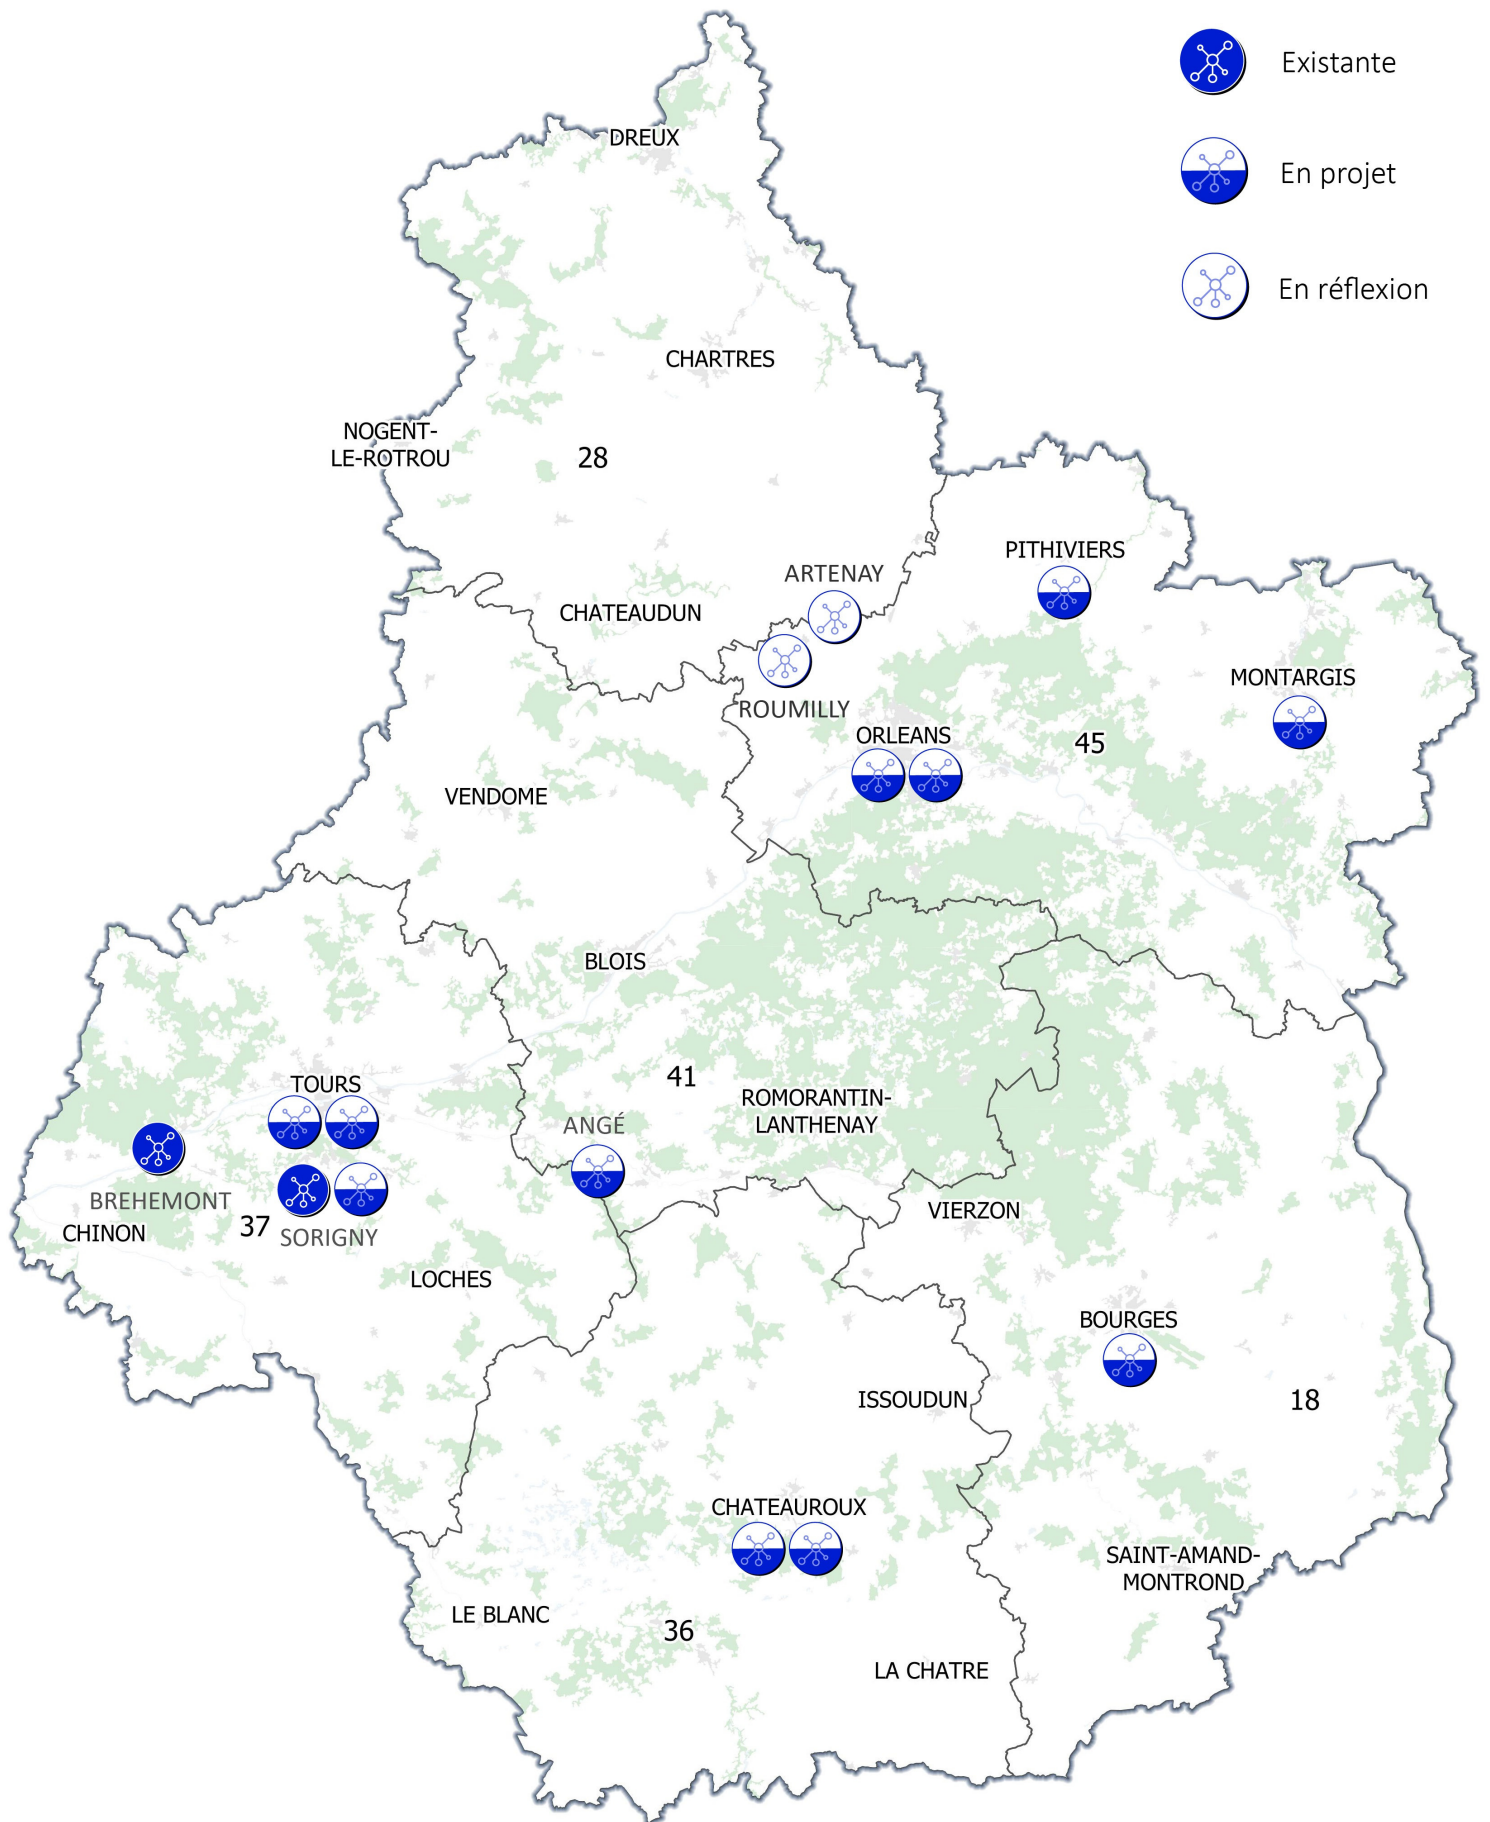 Existante
DREUX
En projet
En réflexion
CHARTRES
NOGENT-
LE-ROTROU
28
PITHIVIERS
ARTENAY
CHATEAUDUN
MONTARGIS
ROUMILLY
ORLEANS
45
VENDOME
BLOIS
41
TOURS
ROMORANTIN-
LANTHENAY
ANGÉ
BREHEMONT
VIERZON
37
CHINON
SORIGNY
LOCHES
BOURGES
ISSOUDUN
18
CHATEAUROUX
SAINT-AMAND-
MONTROND
LE BLANC
36
LA CHATRE